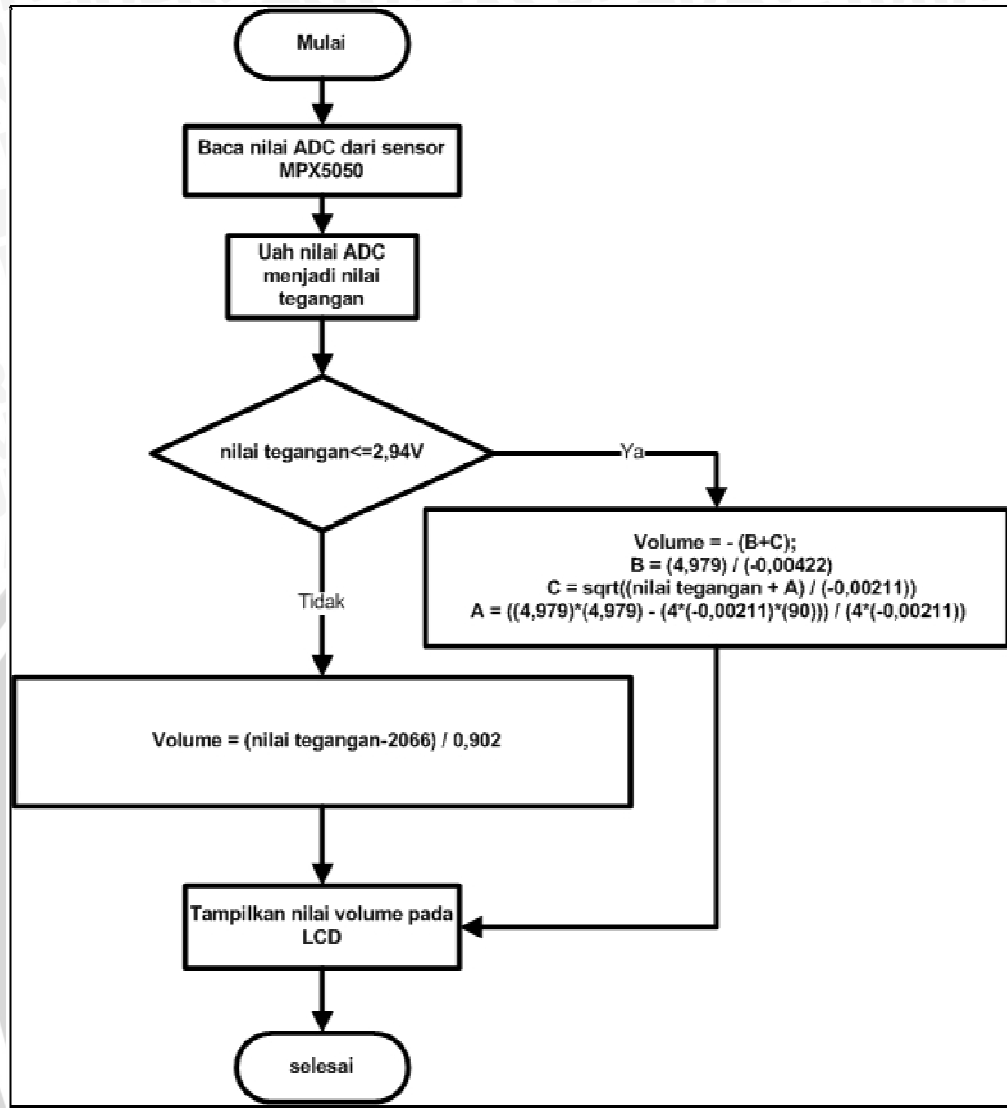 Mulai
Baca nilai ADC dari sensor
MPX5050
Uah nilai ADC
menjadi nilai
tegangan
nilai tegangan<=2,94V
Ya
Volume = - (B+C);
B = (4,979) / (-0,00422)
C = sqrt((nilai tegangan + A) / (-0,00211))
A = ((4,979)*(4,979) - (4*(-0,00211)*(90))) / (4*(-0,00211))
Tidak
Volume = (nilai tegangan-2066) / 0,902
Tampilkan nilai volume pada
LCD
selesai